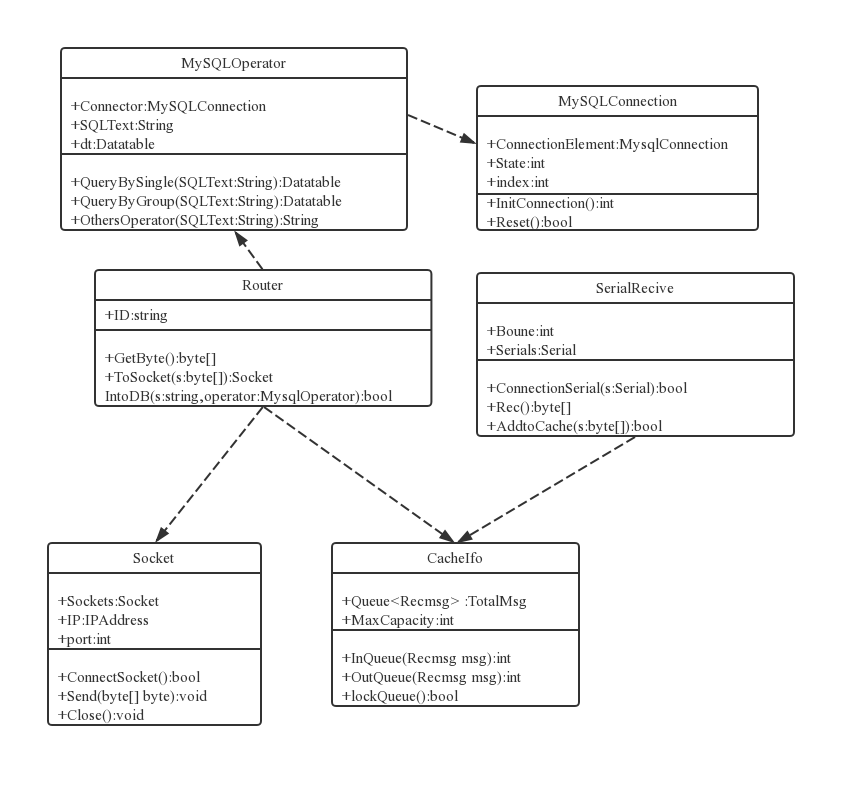 MySQLOperator
+Connector:MySQLConnection
+SQLText:String
+dt:Datatable
+QueryBySingle(SQLText:String):Datatable
+QueryByGroup(SQLText:String):Datatable
+OthersOperator(SQLText:String):String
MySQLConnection
+ConnectionElement:MysqlConnection
+State:int
+index:int
+InitConnection():int
+Reset():bool
Router
+ID:string
+GetByte():byte[]
+ToSocket(s:byte[]):Socket
IntoDB(s:string,operator:MysqlOperator):bool
SerialRecive
+Boune:int
+Serials:Serial
+ConnectionSerial(s:Serial):bool
+Rec():byte[]
+AddtoCache(s:byte[]):bool
Socket
+Sockets:Socket
+IP:IPAddress
+port:int
+ConnectSocket():bool
+Send(byte[] byte):void
+Close():void
CacheIfo
+Queue<Recmsg> :TotalMsg
+MaxCapacity:int
+InQueue(Recmsg msg):int
+OutQueue(Recmsg msg):int
+lockQueue():bool